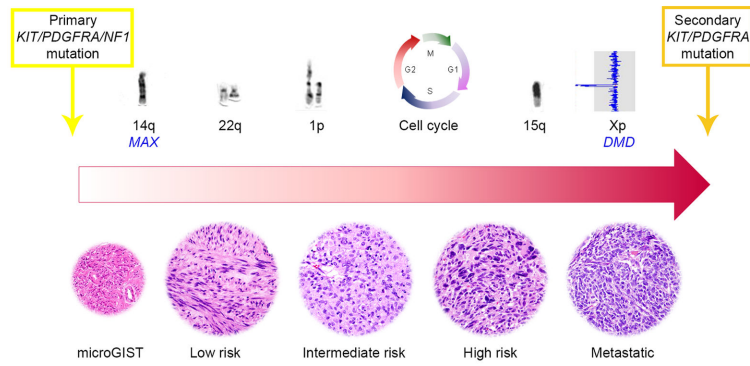 Primary
KIT/PDGFRA/NF1
mutation
Secondary
KIT/PDGFRA
mutation
M
G2
G1
S
14q
22q
1p
Cell cycle
15q
Xp
MAX
DMD
microGIST
Low risk
Intermediate risk
High risk
Metastatic